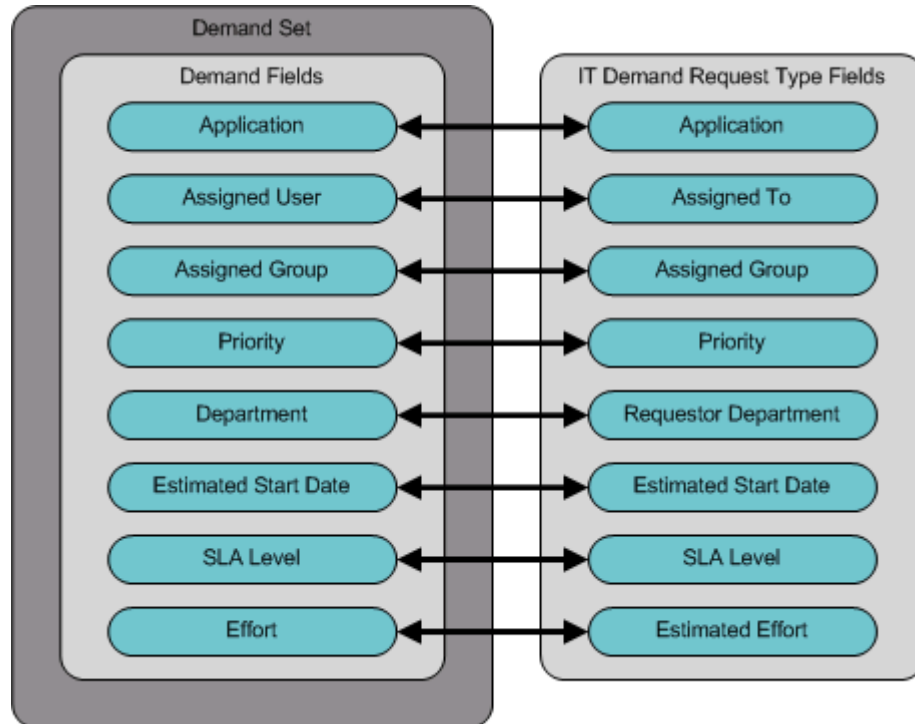 Demand Set
Demand Fields
IT Demand Request Type Fields
Application
Application
Assigned User
Assigned To
Assigned Group
Assigned Group
Priority
Priority
Department
Requestor Department
Estimated Start Date
Estimated Start Date
SLA Level
SLA Level
Effort
Estimated Effort